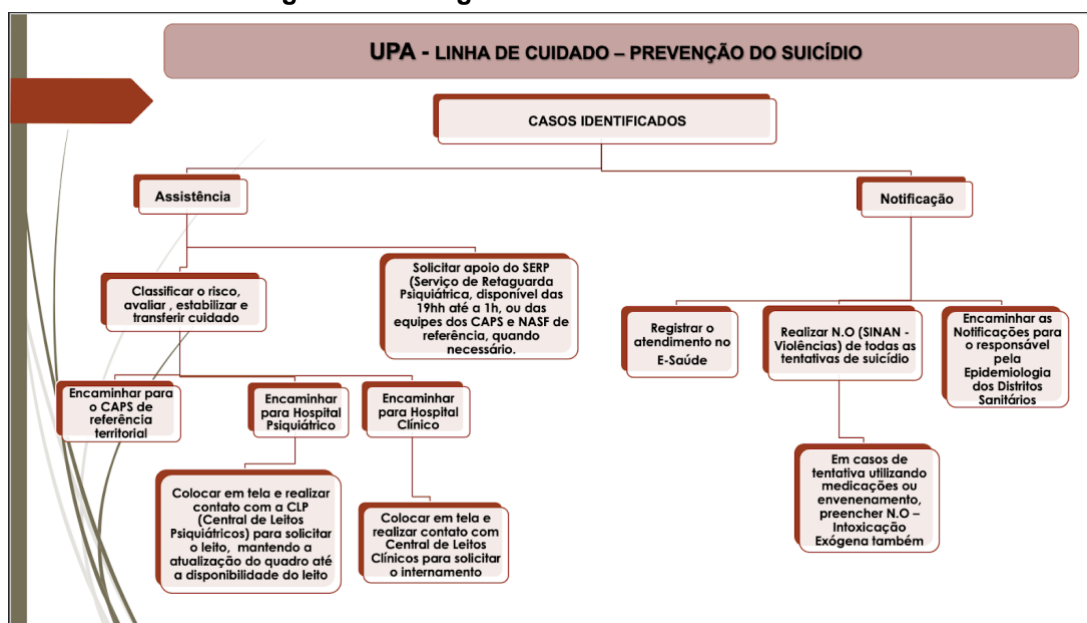 UPA - LINHA DE CUIDADO – PREVENÇÃO DO SUICÍDIO
CASOS IDENTIFICADOS
Assistência
Notificação
Classificar o risco,
avaliar , estabilizar e
transferir cuidado
Solicitar apoio do SERP
(Serviço de Retaguarda
Psiquiátrica, disponível das
19hh até a 1h, ou das
equipes dos CAPS e NASF de
referência, quando
necessário.
Registrar o
atendimento no
E-Saúde
Realizar N.O (SINAN -
Violências) de todas as
tentativas de suicídio
Encaminhar as
Notificações para
o responsável
pela
Epidemiologia
dos Distritos
Sanitários
Encaminhar para
o CAPS de
referência
territorial
Encaminhar
para Hospital
Psiquiátrico
Encaminhar
para Hospital
Clínico
Colocar em tela e realizar
contato com a CLP
(Central de Leitos
Psiquiátricos) para solicitar
o leito, mantendo a
atualização do quadro até
a disponibilidade do leito
Colocar em tela e
realizar contato com
Central de Leitos
Clínicos para solicitar
o internamento
Em casos de
tentativa utilizando
medicações ou
envenenamento,
preencher N.O –
Intoxicação
Exógena também